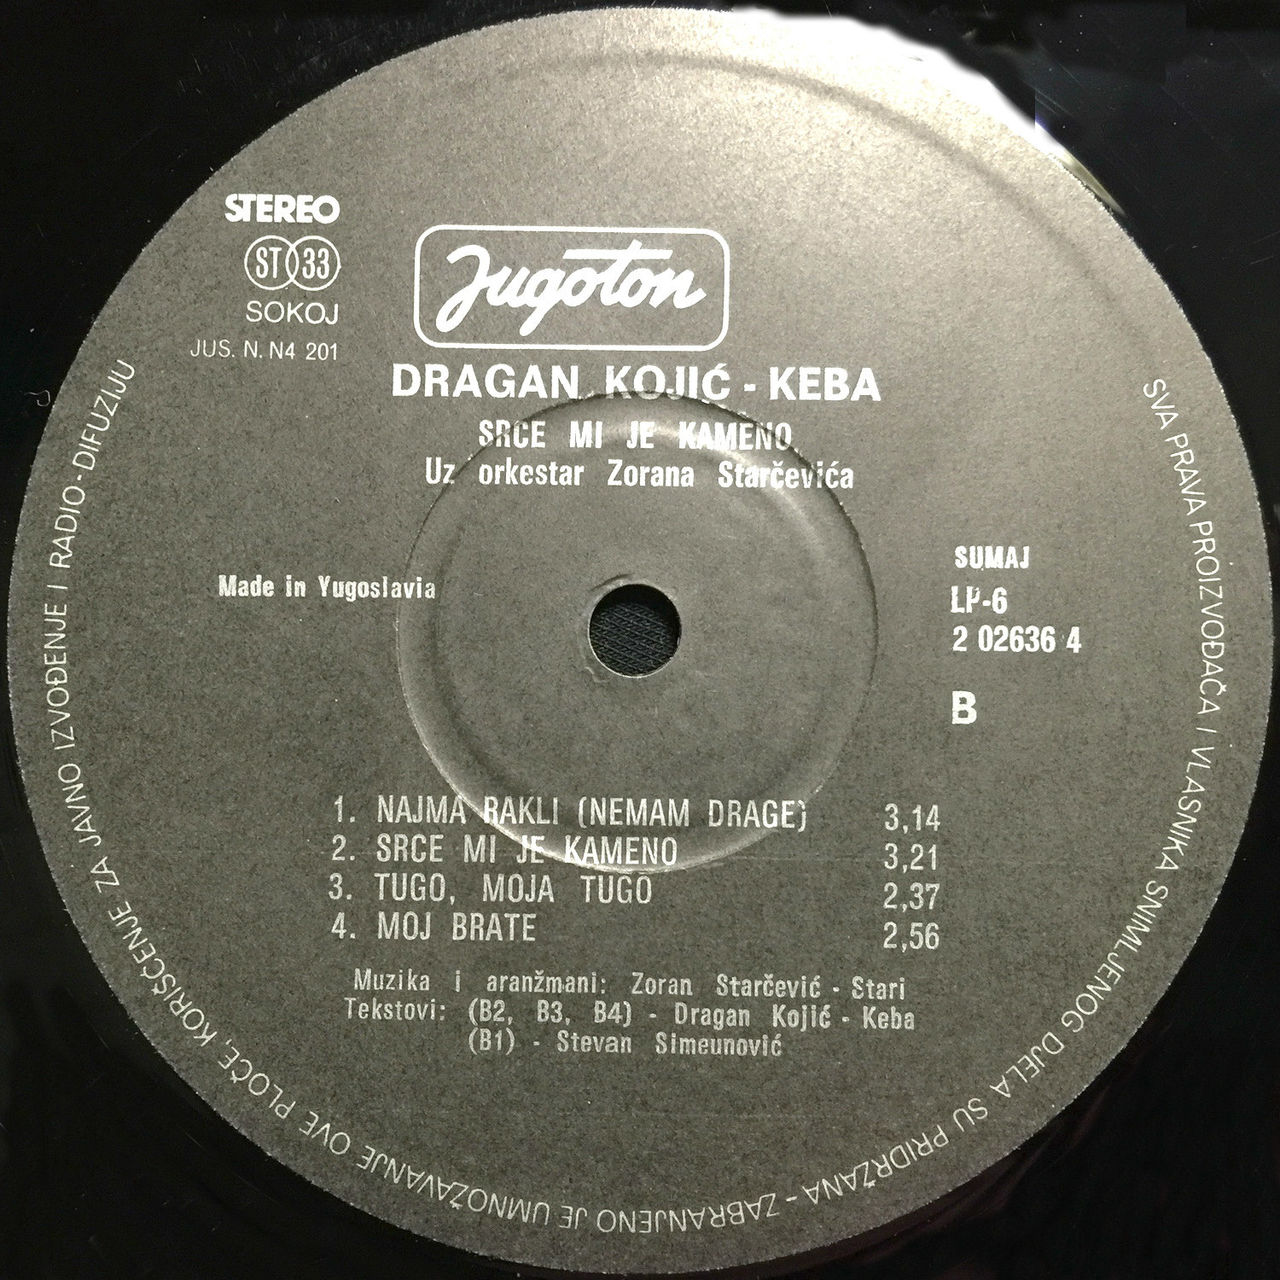 STEREO
ST 33
SOKOJ
JUS. N. N4 201
Jugoton
DRAGAN KOJIĆ - KEBA
SRCE MI JE KAMENO
Uz orkestar Zorana Starčevića
Made in Yugoslavia
SUMAJ
LP-6
2 02636 4
B
1. NAJMA RAKLI (NEMAM DRAGE) 3,14
2. SRCE MI JE KAMENO 3,21
3. TUGO, MOJA TUGO 2,37
4. MOJ BRATE 2,56
Muzika i aranžmani: Zoran Starčević - Stari
Tekstovi: (B2, B3, B4) - Dragan Kojić - Keba
(B1) - Stevan Simeunović
SVA PRAVA PROIZVOĐAČA I VLASNIKA SNIMLJENOG DJELA SU PRIDRŽANA - ZABRANJENO JE UMNOŽAVANJE OVE PLOČE, KORIŠĆENJE ZA JAVNO IZVOĐENJE I RADIO-DIFUZIJU